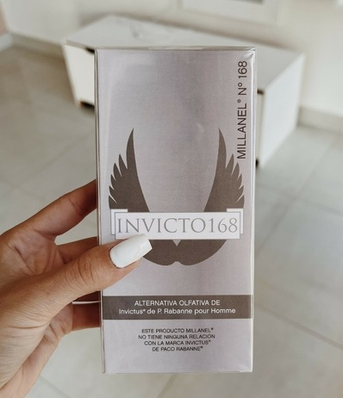 MILLANEL® Nº 168
INVICTO168
ALTERNATIVA OLFATIVA DE
Invictus® de P. Rabanne pour Homme
ESTE PRODUCTO MILLANEL®
NO TIENE NINGUNA RELACIÓN
CON LA MARCA INVICTUS®
DE PACO RABANNE®